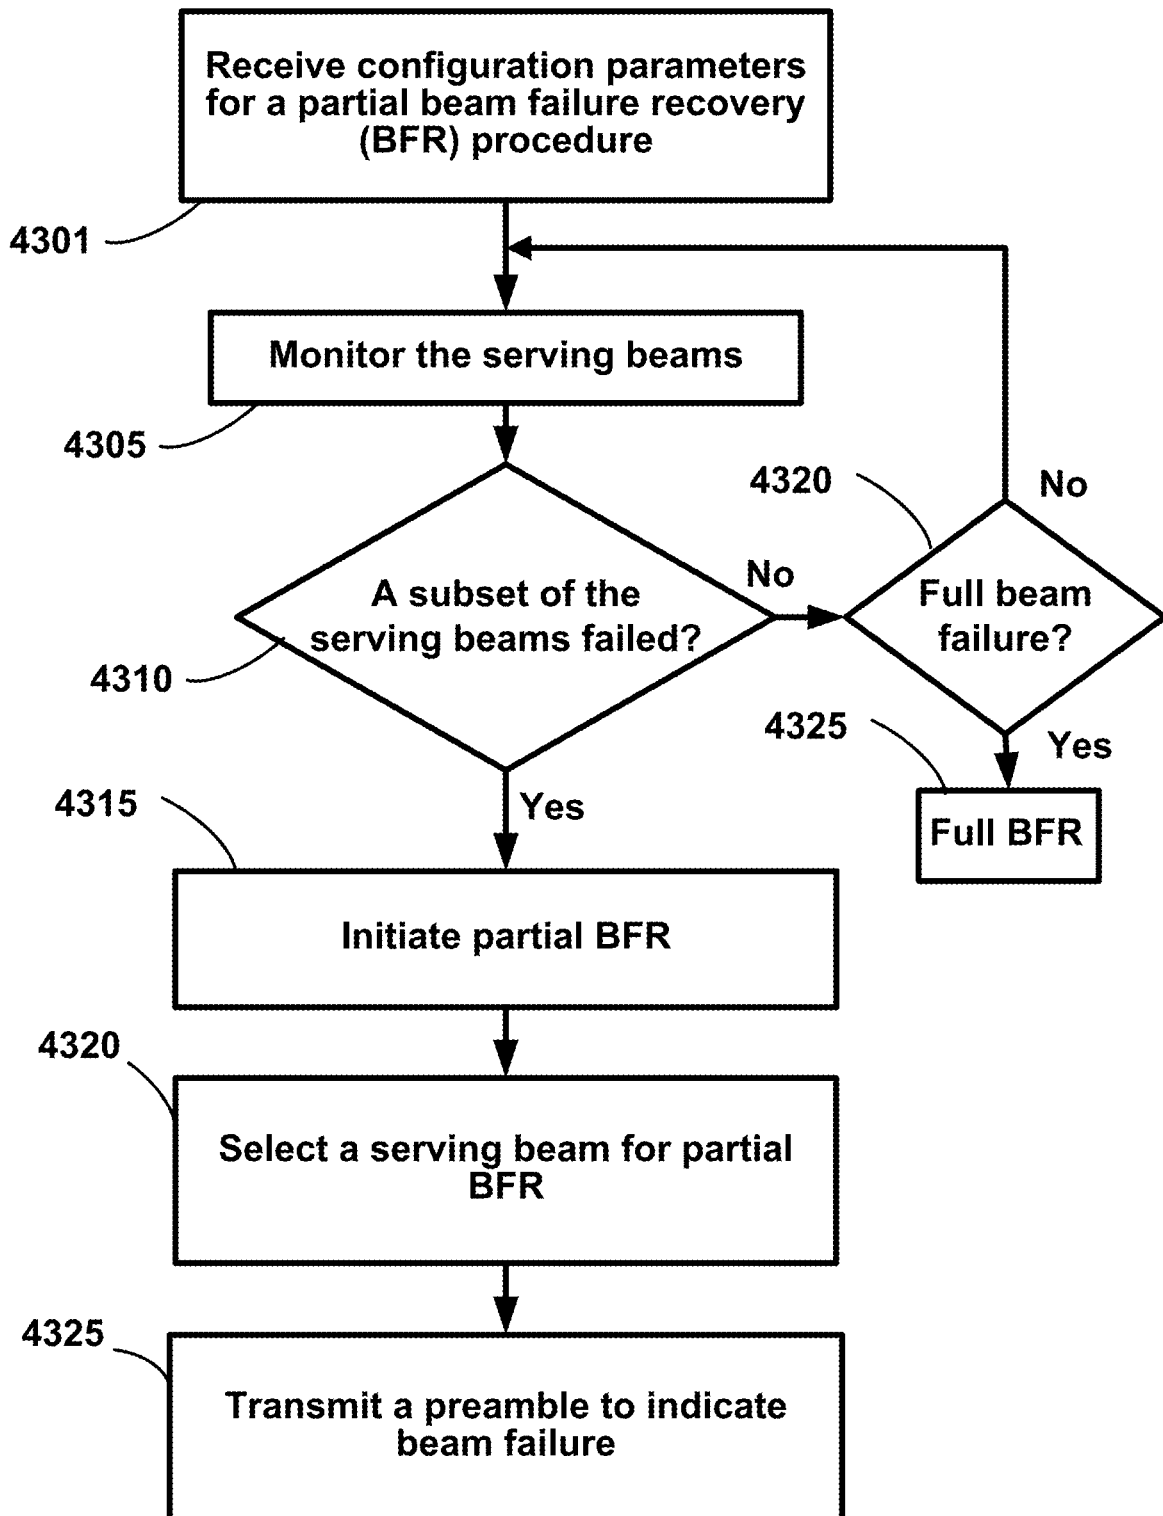 Receive configuration parameters
for a partial beam failure recovery
(BFR) procedure
4301
Monitor the serving beams
4305
A subset of the
serving beams failed?
4310
No
4320
No
Full beam
failure?
4325
Yes
Full BFR
Yes
4315
Initiate partial BFR
4320
Select a serving beam for partial
BFR
4325
Transmit a preamble to indicate
beam failure